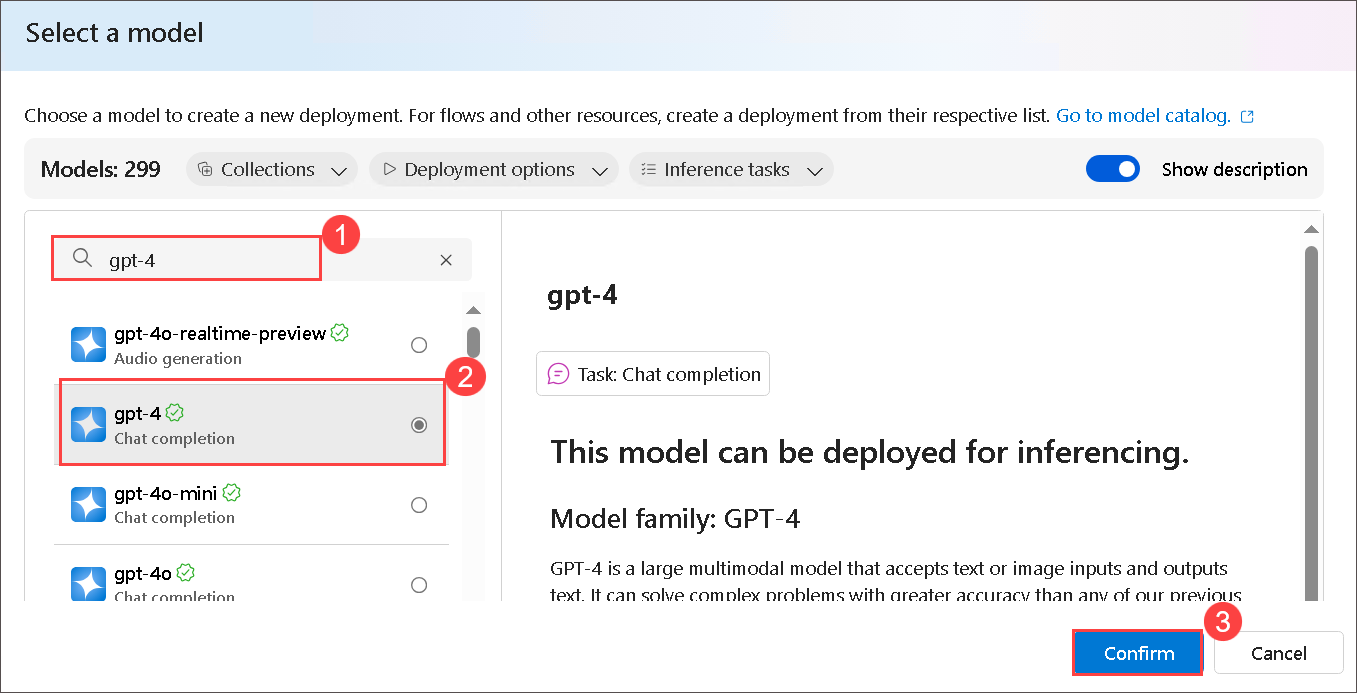 Select a model
Choose a model to create a new deployment. For flows and other resources, create a deployment from their respective list. Go to model catalog.
Models: 299 Collections Deployment options Inference tasks Show description
1
gpt-4
gpt-4o-realtime-preview
Audio generation
2
gpt-4
Chat completion
gpt-4o-mini
Chat completion
gpt-4o
Chat completion
gpt-4
Task: Chat completion
This model can be deployed for inferencing.
Model family: GPT-4
GPT-4 is a large multimodal model that accepts text or image inputs and outputs
text. It can solve complex problems with greater accuracy than any of our previous
3
Confirm Cancel